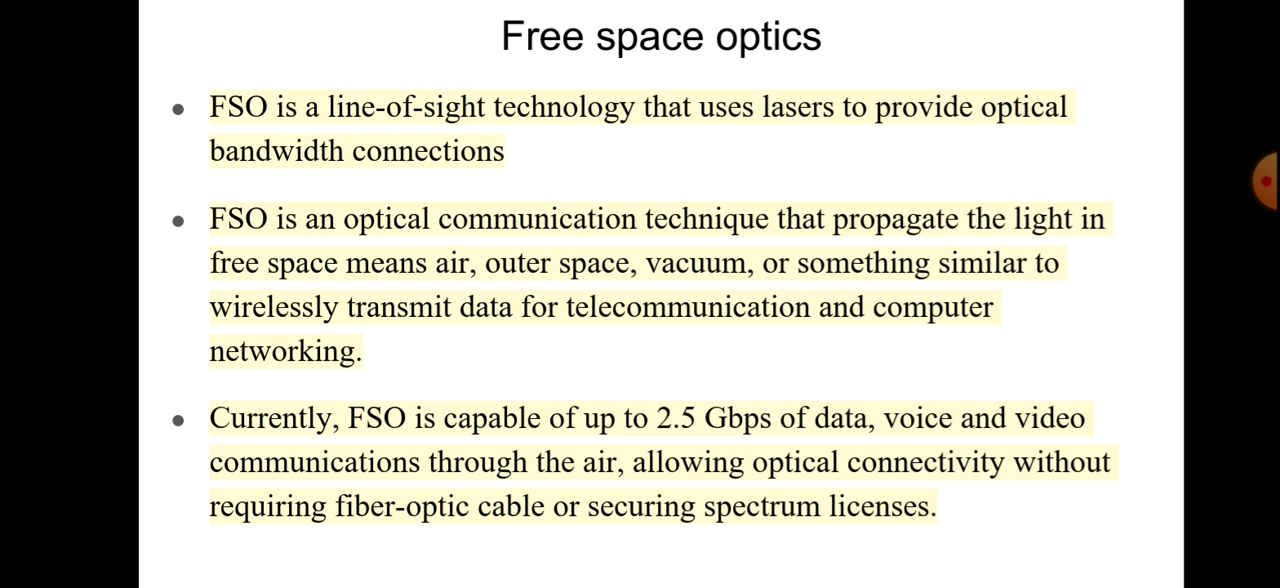 Free space optics
● FSO is a line-of-sight technology that uses lasers to provide optical
bandwidth connections
● FSO is an optical communication technique that propagate the light in
free space means air, outer space, vacuum, or something similar to
wirelessly transmit data for telecommunication and computer
networking.
● Currently, FSO is capable of up to 2.5 Gbps of data, voice and video
communications through the air, allowing optical connectivity without
requiring fiber-optic cable or securing spectrum licenses.